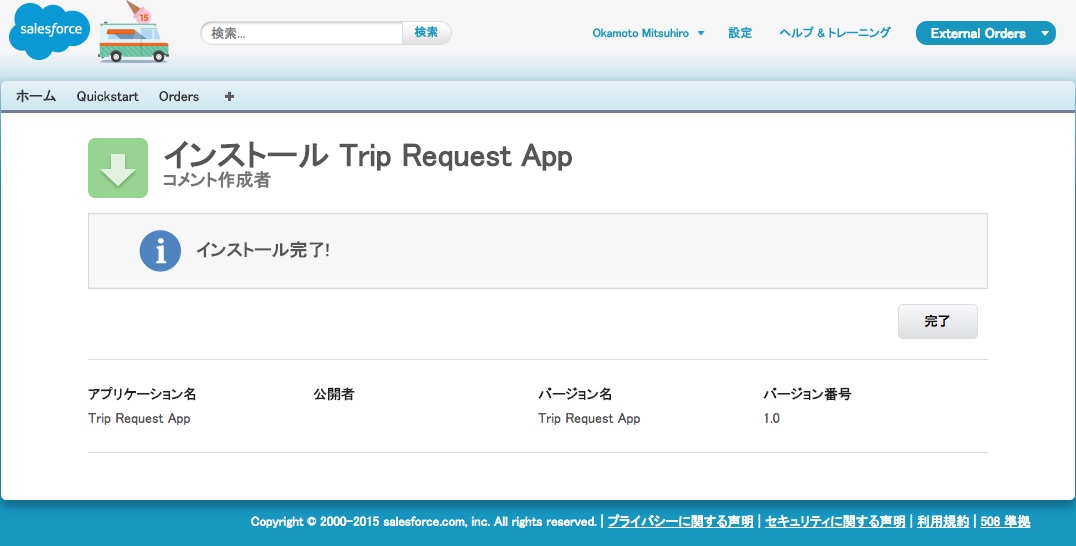 salesforce
15
検索...
検索
Okamoto Mitsuhiro
設定
ヘルプ & トレーニング
External Orders
ホーム Quickstart Orders +
インストール Trip Request App
コメント作成者
i インストール完了!
完了
アプリケーション名 公開者 バージョン名 バージョン番号
Trip Request App Trip Request App 1.0
Copyright © 2000-2015 salesforce.com, inc. All rights reserved. | プライバシーに関する声明 | セキュリティに関する声明 | 利用規約 | 508 準拠